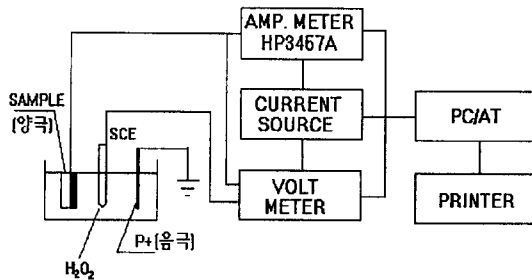 AMP. METER
HP3457A
SAMPLE
(양극)
SCE
CURRENT
SOURCE
PC/AT
VOLT
METER
PRINTER
P+(음극)
H₂O₂